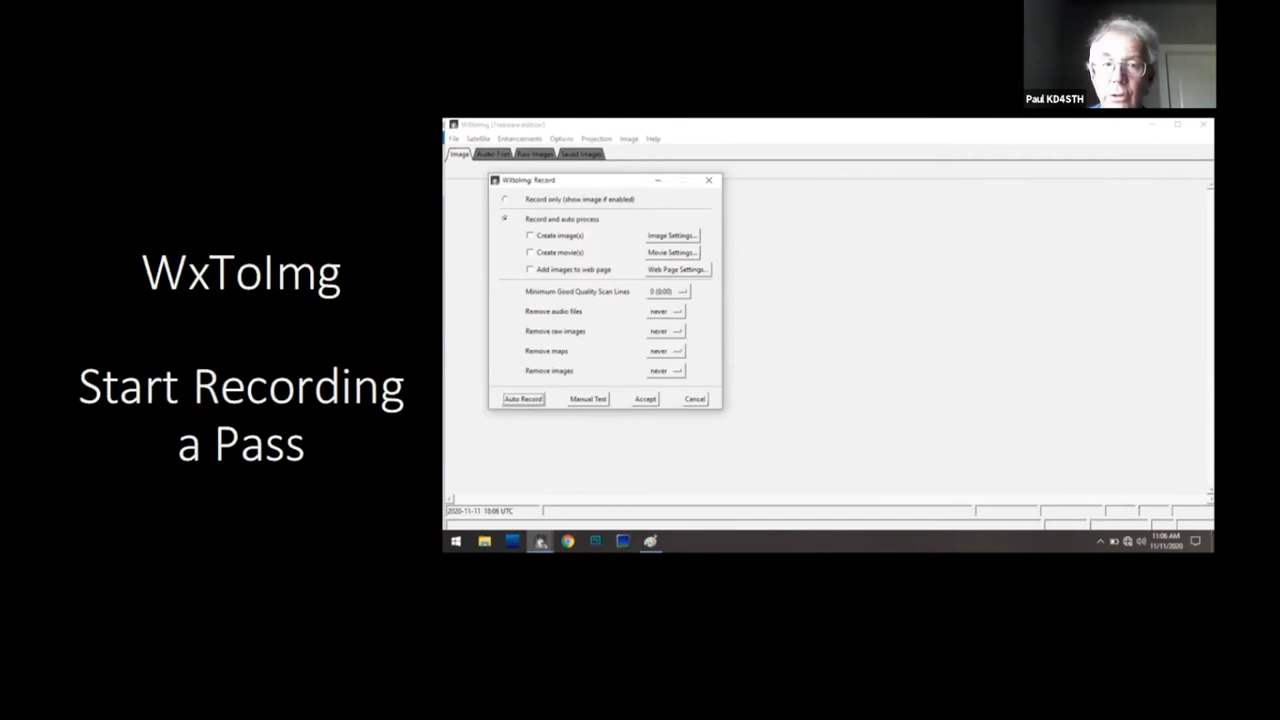 Paul KD4STH
WxToImg
Start Recording
a Pass
WXtoImg [Freeware edition]
File Satellite Enhancements Options Projection Image Help
Image Audio Files Raw Images Saved Images
WXtoImg: Record
Record only (show image if enabled)
Record and auto process
Create image(s) Image Settings...
Create movie(s) Movie Settings...
Add images to web page Web Page Settings...
Minimum Good Quality Scan Lines 0 (0:00)
Remove audio files never
Remove raw images never
Remove maps never
Remove images never
Auto Record Manual Test Accept Cancel
2020-11-11 18:06 UTC
11:06 AM
11/11/2020